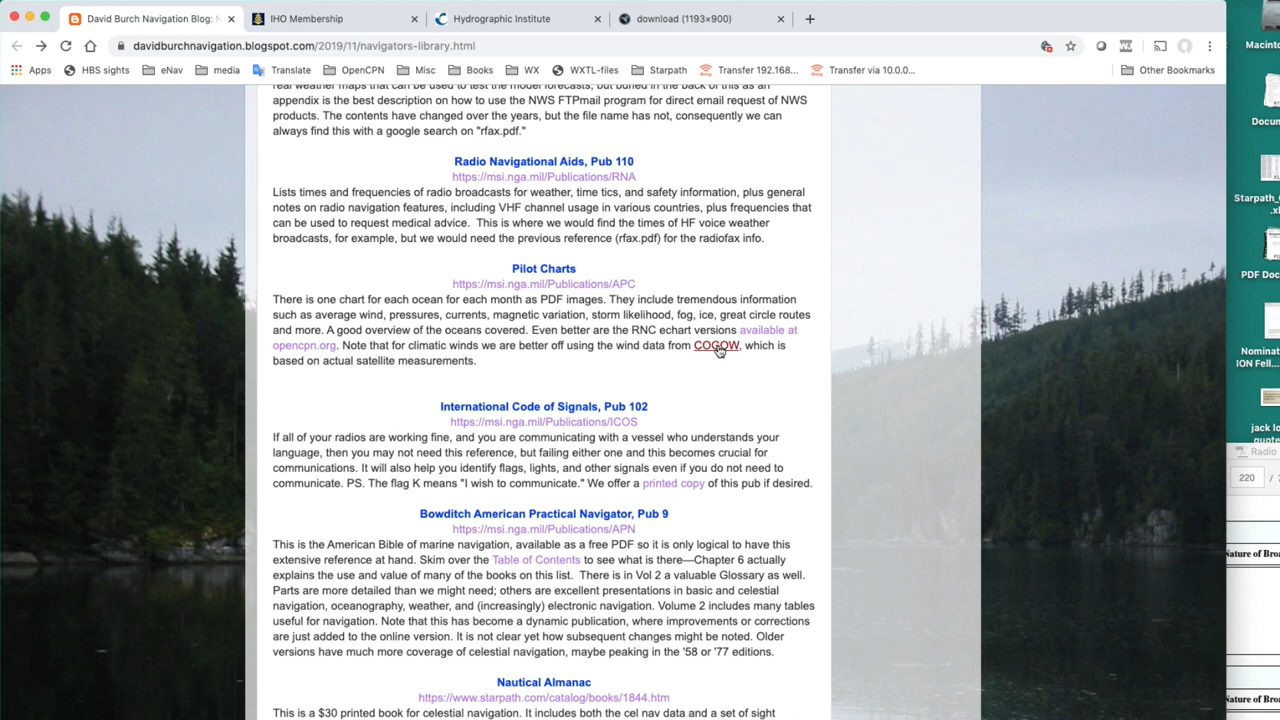 David Burch Navigation Blog: N
IHO Membership
Hydrographic Institute
download (1193×900)
davidburchnavigation.blogspot.com/2019/11/navigators-library.html
Apps
HBS sights
eNav
media
Translate
OpenCPN
Misc
Books
WX
WXTL-files
Starpath
Transfer 192.168...
Transfer via 10.0.0...
Other Bookmarks
real weather maps that can be used to test the model forecasts, but buried in the back of this as an
appendix is the best description on how to use the NWS FTPmail program for direct email request of NWS
products. The contents have changed over the years, but the file name has not, consequently we can
always find this with a google search on "rfax.pdf."
Radio Navigational Aids, Pub 110
https://msi.nga.mil/Publications/RNA
Lists times and frequencies of radio broadcasts for weather, time tics, and safety information, plus general
notes on radio navigation features, including VHF channel usage in various countries, plus frequencies that
can be used to request medical advice. This is where we would find the times of HF voice weather
broadcasts, for example, but we would need the previous reference (rfax.pdf) for the radiofax info.
Pilot Charts
https://msi.nga.mil/Publications/APC
There is one chart for each ocean for each month as PDF images. They include tremendous information
such as average wind, pressures, currents, magnetic variation, storm likelihood, fog, ice, great circle routes
and more. A good overview of the oceans covered. Even better are the RNC echart versions available at
opencpn.org. Note that for climatic winds we are better off using the wind data from COGOW, which is
based on actual satellite measurements.
International Code of Signals, Pub 102
https://msi.nga.mil/Publications/ICOS
If all of your radios are working fine, and you are communicating with a vessel who understands your
language, then you may not need this reference, but failing either one and this becomes crucial for
communications. It will also help you identify flags, lights, and other signals even if you do not need to
communicate. PS. The flag K means "I wish to communicate." We offer a printed copy of this pub if desired.
Bowditch American Practical Navigator, Pub 9
https://msi.nga.mil/Publications/APN
This is the American Bible of marine navigation, available as a free PDF so it is only logical to have this
extensive reference at hand. Skim over the Table of Contents to see what is there—Chapter 6 actually
explains the use and value of many of the books on this list. There is in Vol 2 a valuable Glossary as well.
Parts are more detailed than we might need; others are excellent presentations in basic and celestial
navigation, oceanography, weather, and (increasingly) electronic navigation. Volume 2 includes many tables
useful for navigation. Note that this has become a dynamic publication, where improvements or corrections
are just added to the online version. It is not clear yet how subsequent changes might be noted. Older
versions have much more coverage of celestial navigation, maybe peaking in the '58 or '77 editions.
Nautical Almanac
https://www.starpath.com/catalog/books/1844.htm
This is a $30 printed book for celestial navigation. It includes both the cel nav data and a set of sight
Macintos
Docum
Starpath_
.xl
PDF Doc
Nominat
ION Fell...
jack lo
quote
Radio
220 /
Nature of Bro
Nature of Bro